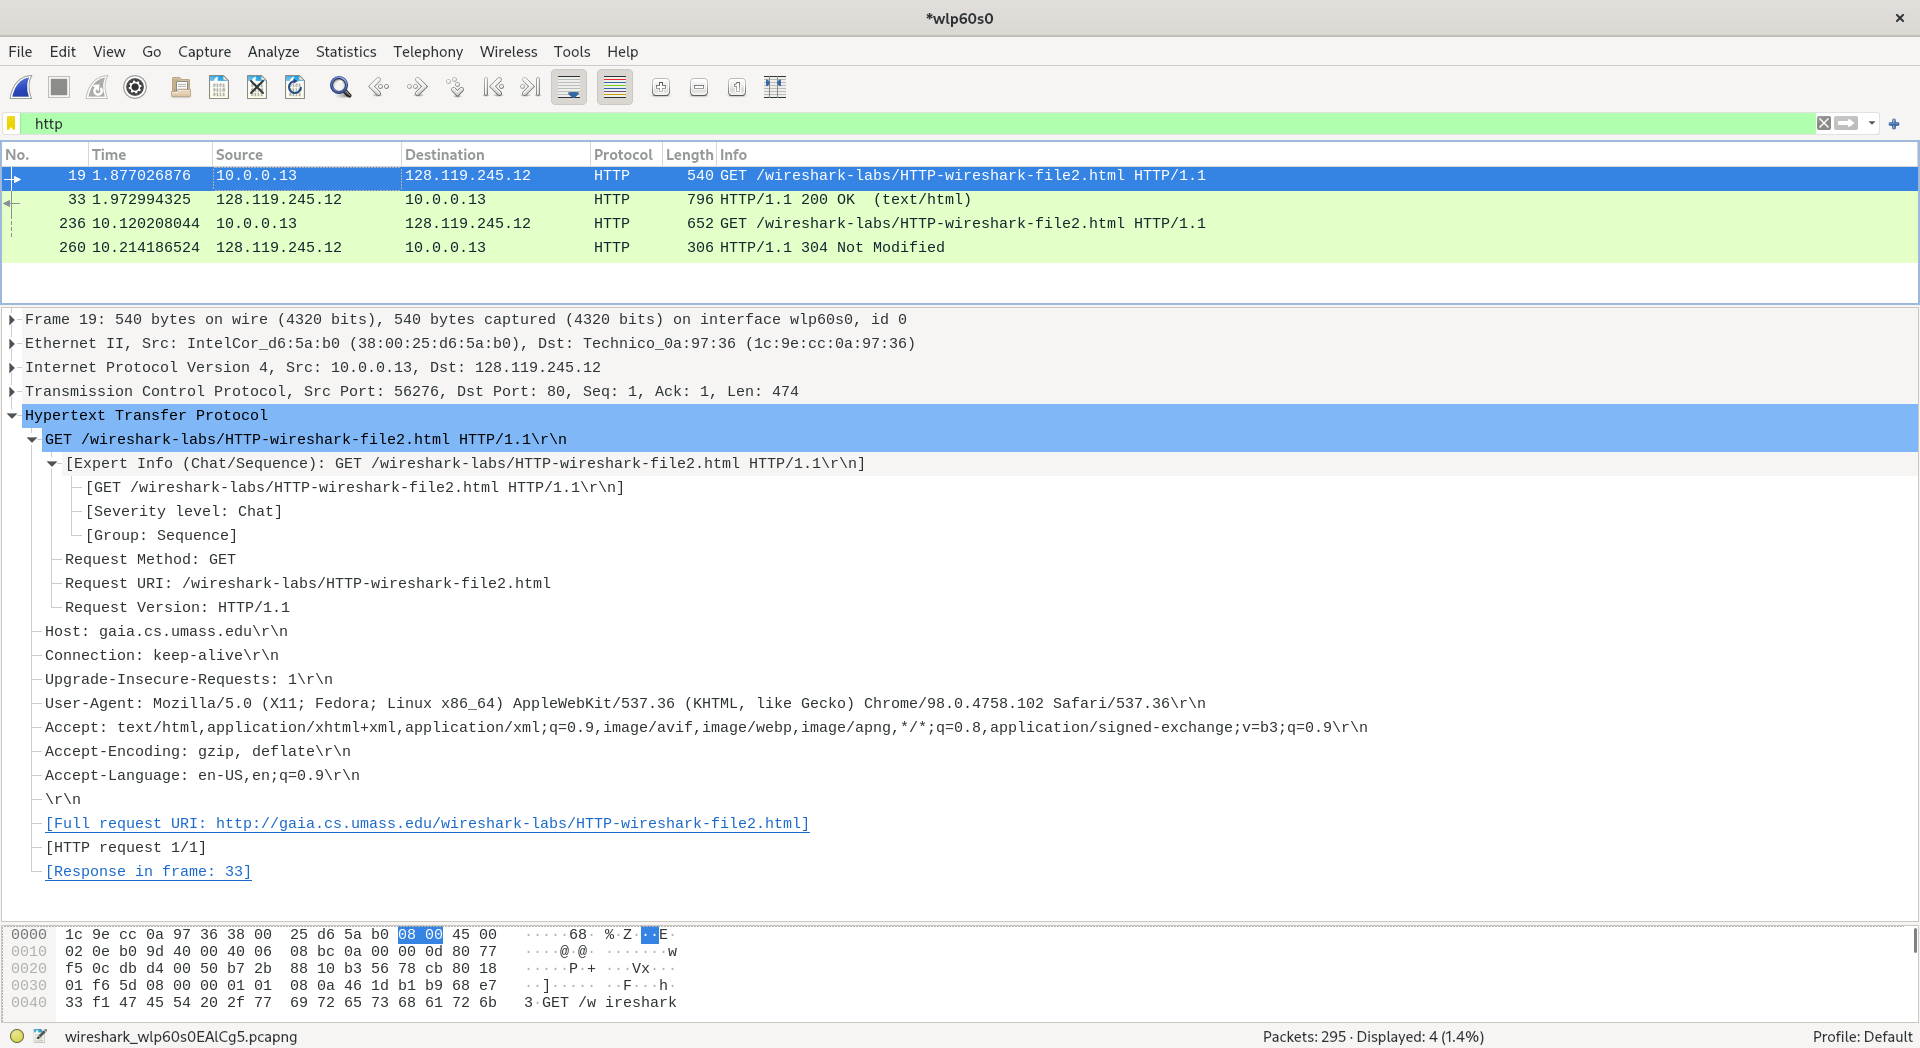 *wlp60s0
File Edit View Go Capture Analyze Statistics Telephony Wireless Tools Help
http
No. Time Source Destination Protocol Length Info
19 1.877026876 10.0.0.13 128.119.245.12 HTTP 540 GET /wireshark-labs/HTTP-wireshark-file2.html HTTP/1.1
33 1.972994325 128.119.245.12 10.0.0.13 HTTP 796 HTTP/1.1 200 OK  (text/html)
236 10.120208044 10.0.0.13 128.119.245.12 HTTP 652 GET /wireshark-labs/HTTP-wireshark-file2.html HTTP/1.1
260 10.214186524 128.119.245.12 10.0.0.13 HTTP 306 HTTP/1.1 304 Not Modified
Frame 19: 540 bytes on wire (4320 bits), 540 bytes captured (4320 bits) on interface wlp60s0, id 0
Ethernet II, Src: IntelCor_d6:5a:b0 (38:00:25:d6:5a:b0), Dst: Technico_0a:97:36 (1c:9e:cc:0a:97:36)
Internet Protocol Version 4, Src: 10.0.0.13, Dst: 128.119.245.12
Transmission Control Protocol, Src Port: 56276, Dst Port: 80, Seq: 1, Ack: 1, Len: 474
Hypertext Transfer Protocol
GET /wireshark-labs/HTTP-wireshark-file2.html HTTP/1.1\r\n
[Expert Info (Chat/Sequence): GET /wireshark-labs/HTTP-wireshark-file2.html HTTP/1.1\r\n]
[GET /wireshark-labs/HTTP-wireshark-file2.html HTTP/1.1\r\n]
[Severity level: Chat]
[Group: Sequence]
Request Method: GET
Request URI: /wireshark-labs/HTTP-wireshark-file2.html
Request Version: HTTP/1.1
Host: gaia.cs.umass.edu\r\n
Connection: keep-alive\r\n
Upgrade-Insecure-Requests: 1\r\n
User-Agent: Mozilla/5.0 (X11; Fedora; Linux x86_64) AppleWebKit/537.36 (KHTML, like Gecko) Chrome/98.0.4758.102 Safari/537.36\r\n
Accept: text/html,application/xhtml+xml,application/xml;q=0.9,image/avif,image/webp,image/apng,*/*;q=0.8,application/signed-exchange;v=b3;q=0.9\r\n
Accept-Encoding: gzip, deflate\r\n
Accept-Language: en-US,en;q=0.9\r\n
\r\n
[Full request URI: http://gaia.cs.umass.edu/wireshark-labs/HTTP-wireshark-file2.html]
[HTTP request 1/1]
[Response in frame: 33]
0000 1c 9e cc 0a 97 36 38 00 25 d6 5a b0 08 00 45 00 ·····68· %·Z···E·
0010 02 0e b0 9d 40 00 40 06 08 bc 0a 00 00 0d 80 77 ····@·@· ·······w
0020 f5 0c db d4 00 50 b7 2b 88 10 b3 56 78 cb 80 18 ·····P·+ ···Vx···
0030 01 f6 5d 08 00 00 01 01 08 0a 46 1d b1 b9 68 e7 ··]····· ··F···h·
0040 33 f1 47 45 54 20 2f 77 69 72 65 73 68 61 72 6b 3·GET /w ireshark
wireshark_wlp60s0EAlCg5.pcapng Packets: 295 · Displayed: 4 (1.4%) Profile: Default